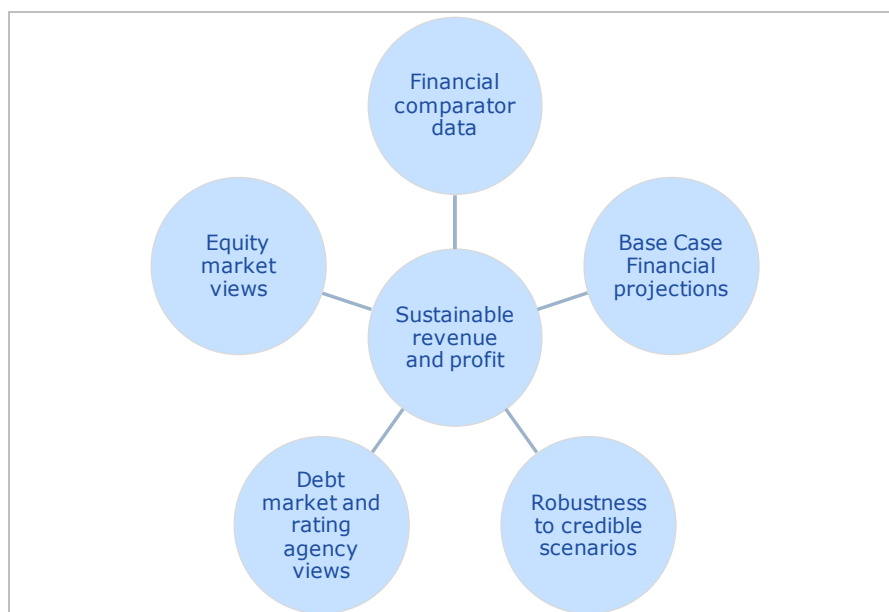 Financial
comparator
data
Equity
market
views
Base Case
Financial
projections
Sustainable
revenue
and profit
Debt
market and
rating
agency
views
Robustness
to credible
scenarios